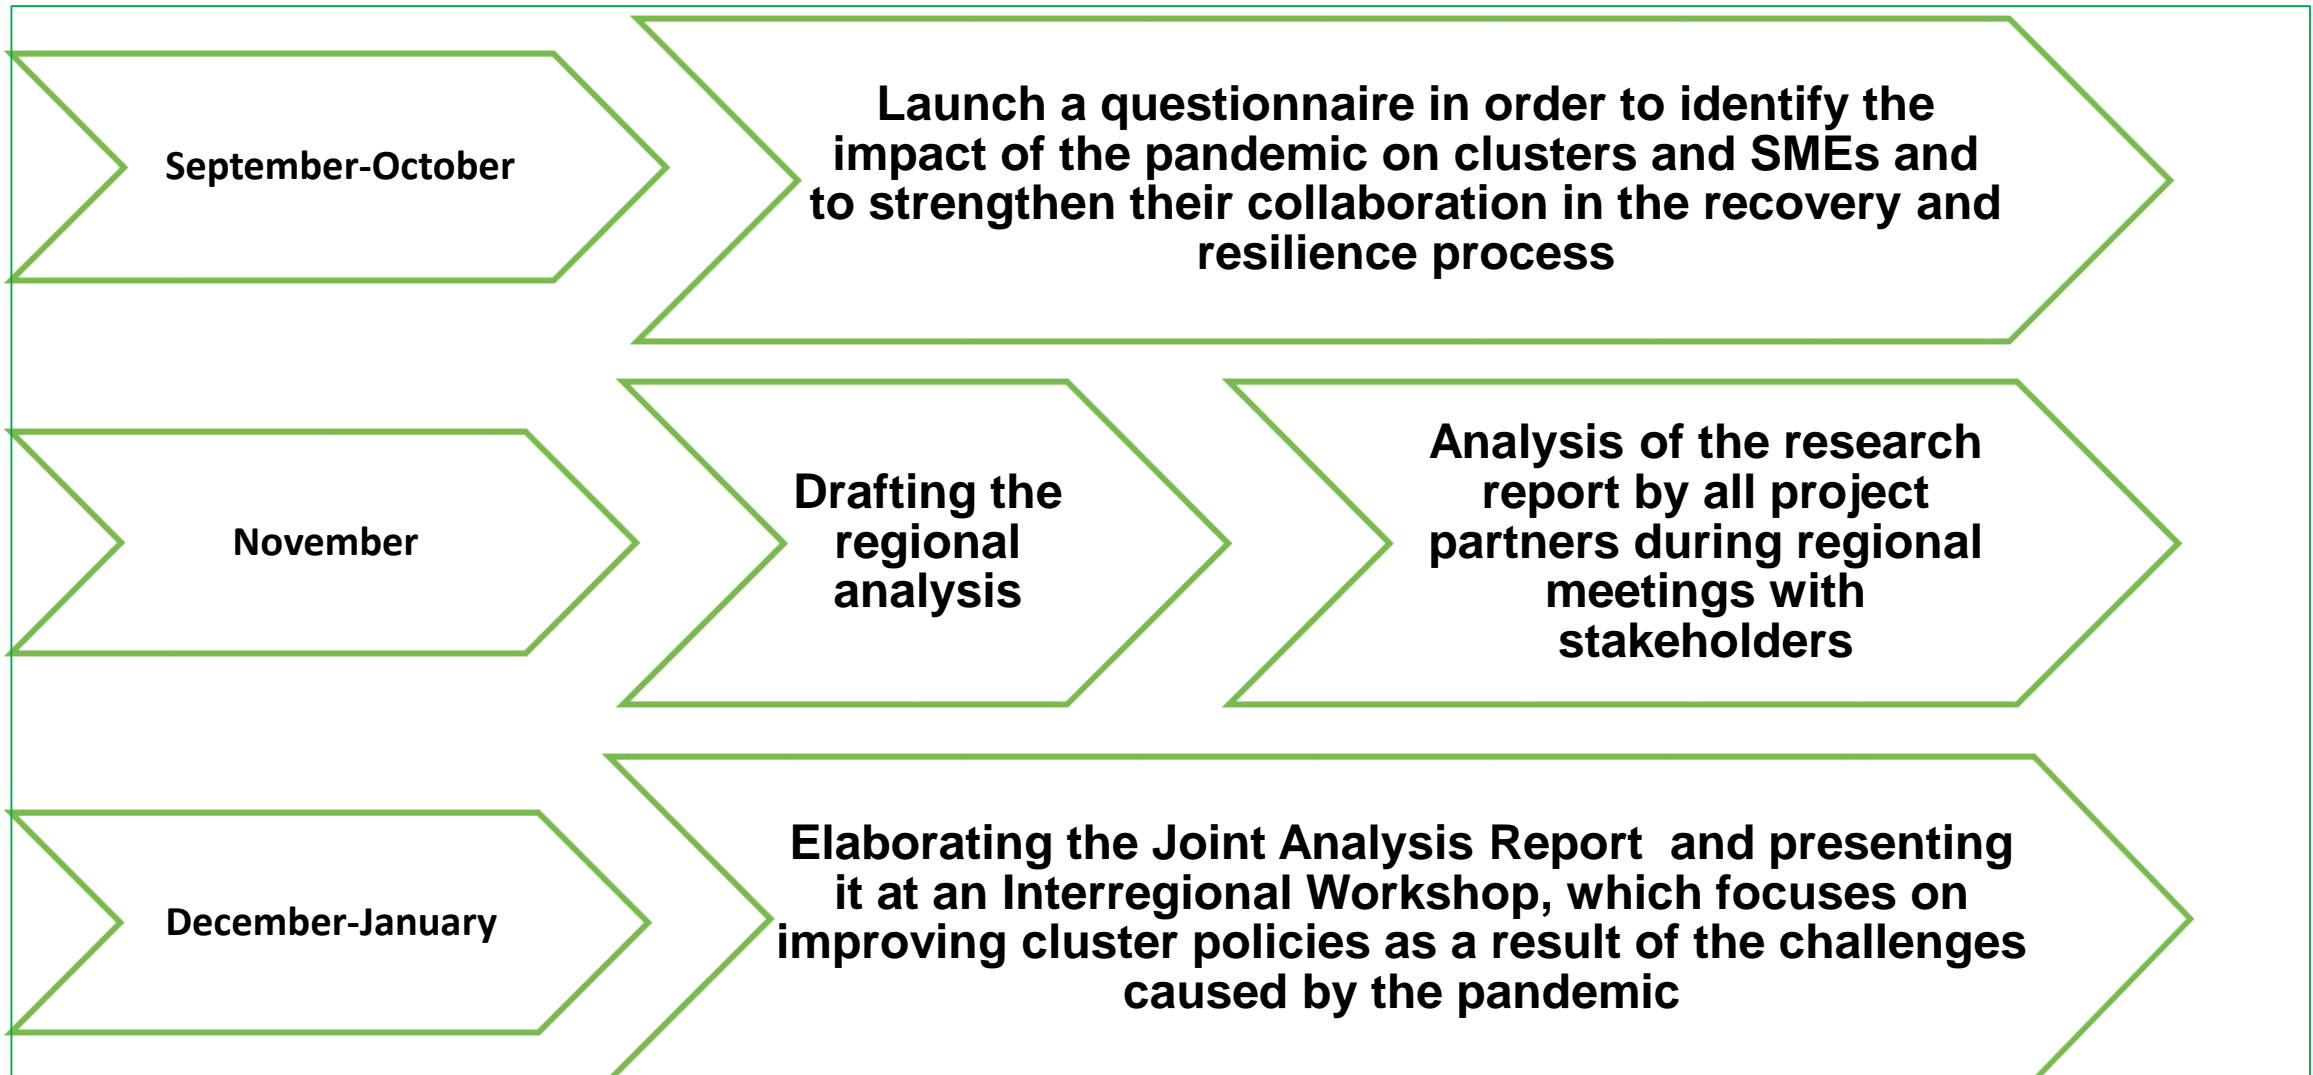 September-October
Launch a questionnaire in order to identify the
impact of the pandemic on clusters and SMEs and
to strengthen their collaboration in the recovery and
resilience process
November
Drafting the
regional
analysis
Analysis of the research
report by all project
partners during regional
meetings with
stakeholders
December-January
Elaborating the Joint Analysis Report  and presenting
it at an Interregional Workshop, which focuses on
improving cluster policies as a result of the challenges
caused by the pandemic